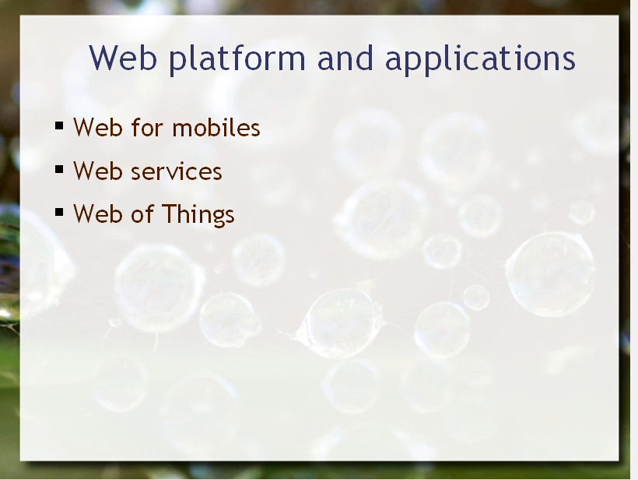 Web platform and applications
▪ Web for mobiles
▪ Web services
▪ Web of Things